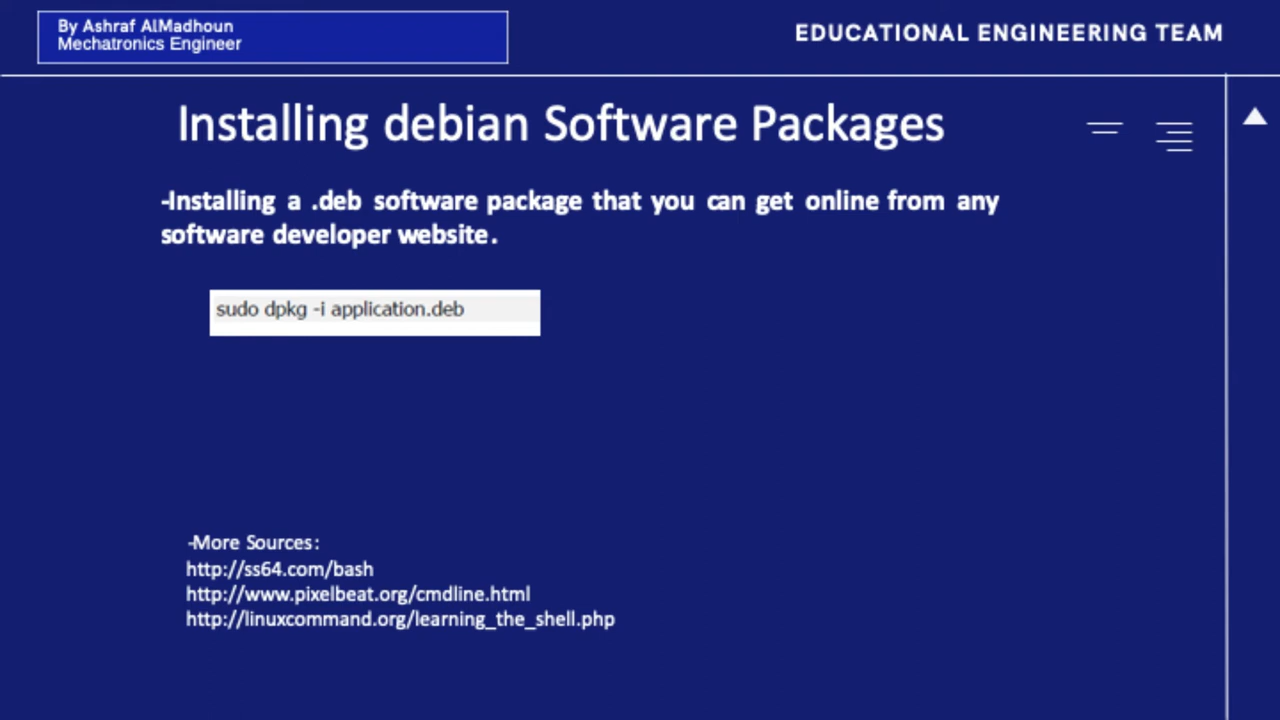 By Ashraf AlMadhoun
Mechatronics Engineer
EDUCATIONAL ENGINEERING TEAM
Installing debian Software Packages
-Installing a .deb software package that you can get online from any
software developer website.
sudo dpkg -i application.deb
-More Sources:
http://ss64.com/bash
http://www.pixelbeat.org/cmdline.html
http://linuxcommand.org/learning_the_shell.php